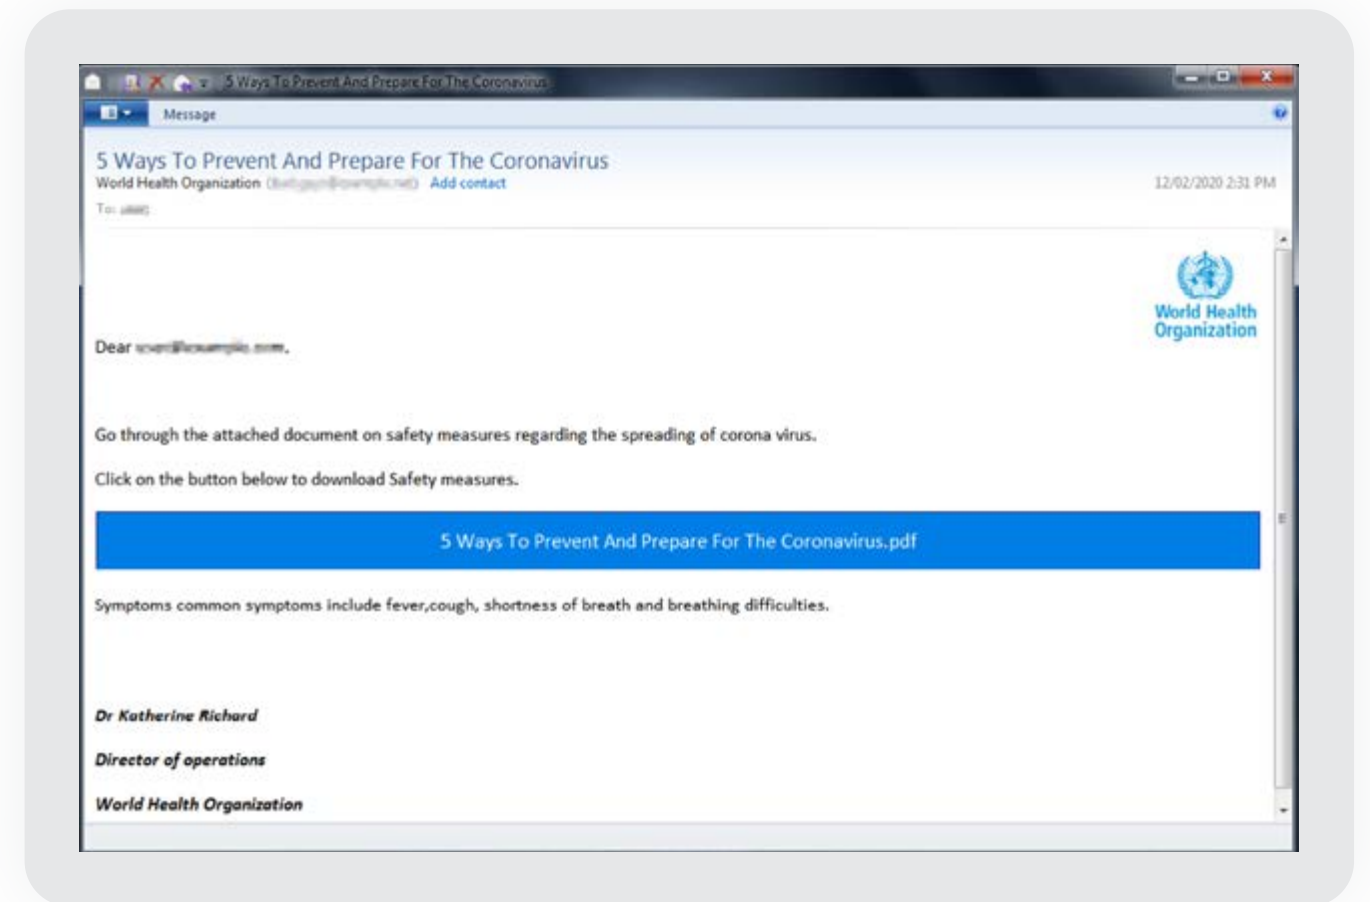 5 Ways To Prevent And Prepare For The Coronavirus
Message
5 Ways To Prevent And Prepare For The Coronavirus
World Health Organization Add contact
12/02/2020 2:31 PM
To:
World Health
Organization
Dear
Go through the attached document on safety measures regarding the spreading of corona virus.
Click on the button below to download Safety measures.
5 Ways To Prevent And Prepare For The Coronavirus.pdf
Symptoms common symptoms include fever,cough, shortness of breath and breathing difficulties.
Dr Katherine Richard
Director of operations
World Health Organization